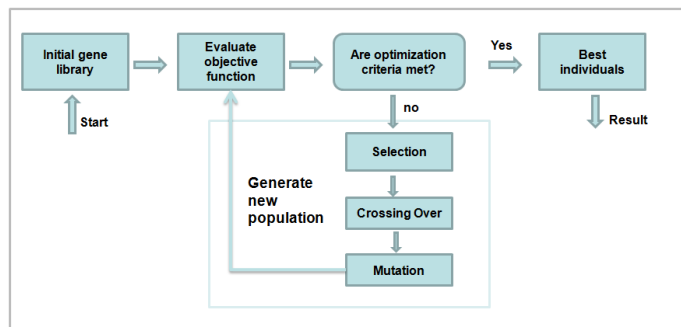 Initial gene
library
Evaluate
objective
function
Are optimization
criteria met?
Yes
Best
individuals
Start
no
Result
Selection
Generate
new
population
Crossing Over
Mutation